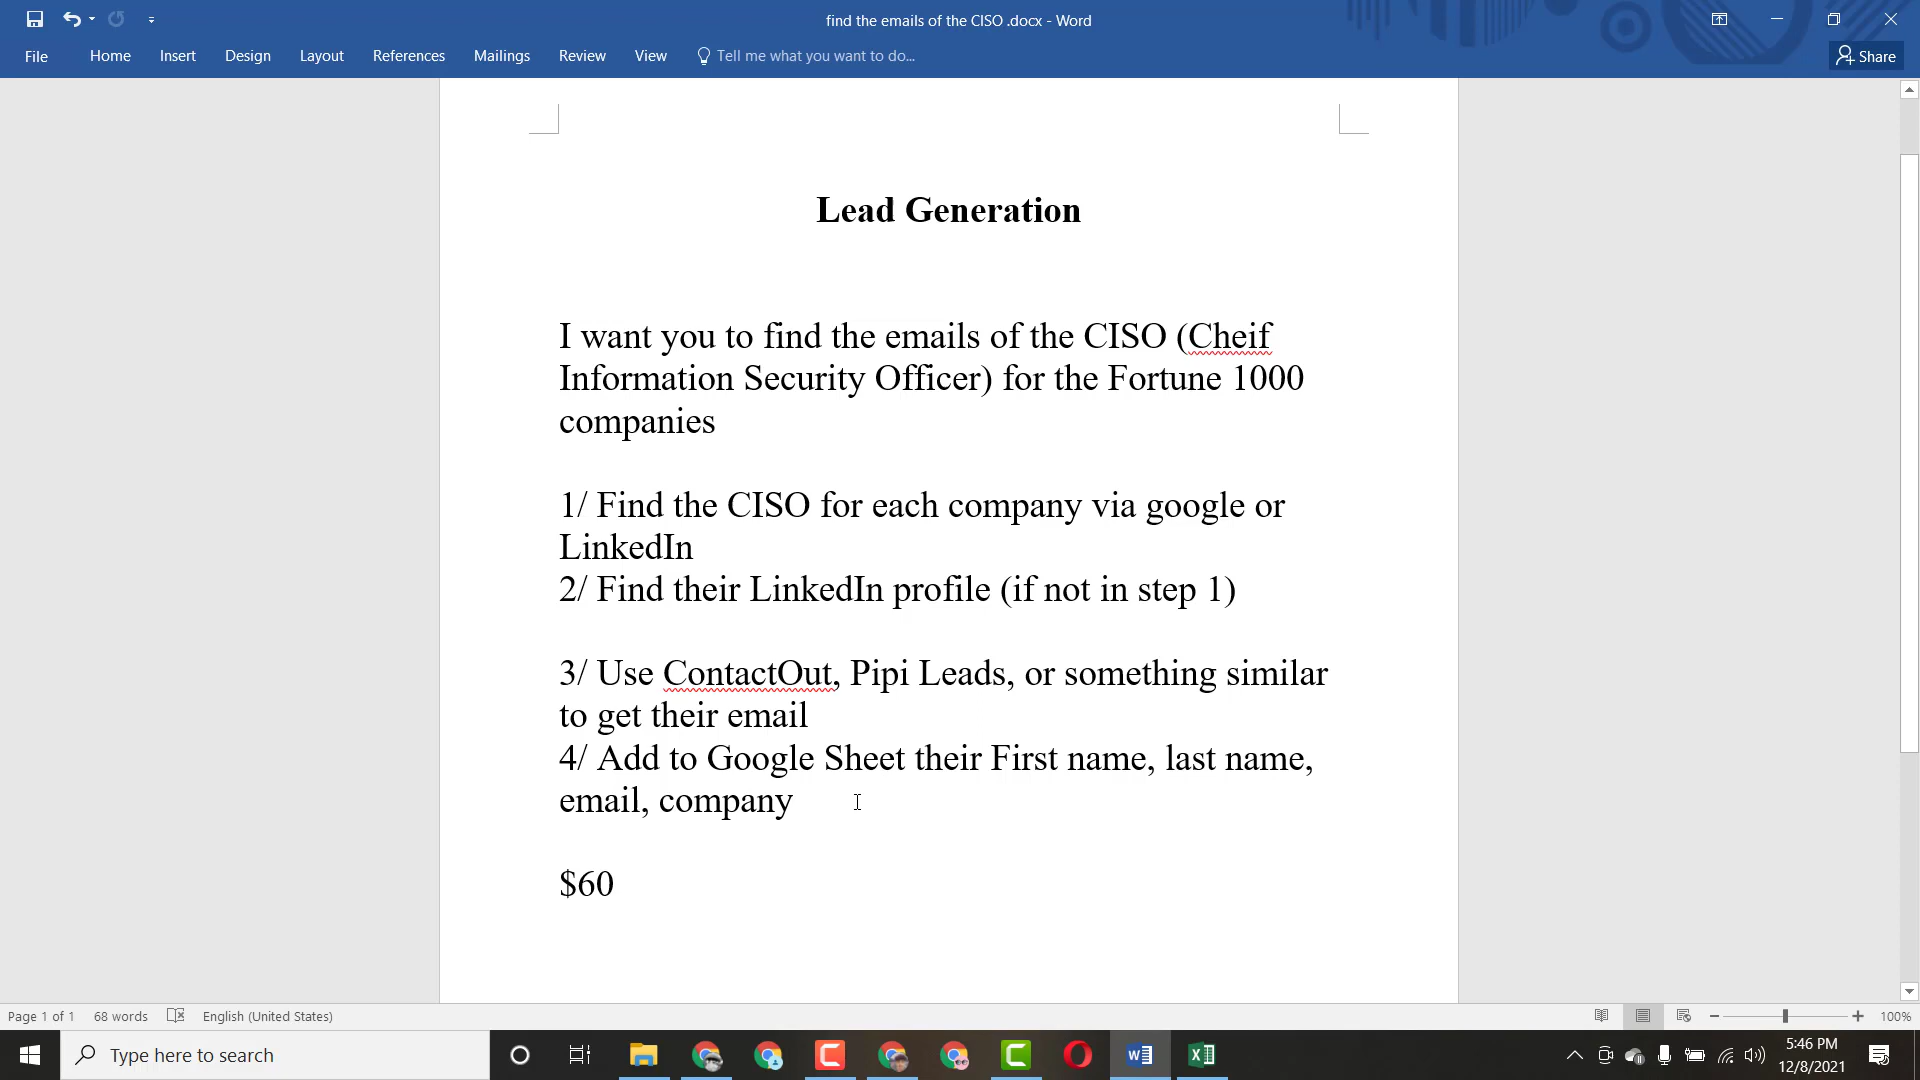 find the emails of the CISO .docx - Word
File Home Insert Design Layout References Mailings Review View Tell me what you want to do... Share
Lead Generation
I want you to find the emails of the CISO (Cheif
Information Security Officer) for the Fortune 1000
companies
1/ Find the CISO for each company via google or
LinkedIn
2/ Find their LinkedIn profile (if not in step 1)
3/ Use ContactOut, Pipi Leads, or something similar
to get their email
4/ Add to Google Sheet their First name, last name,
email, company
$60
Page 1 of 1 68 words English (United States) 100%
Type here to search
5:46 PM
12/8/2021